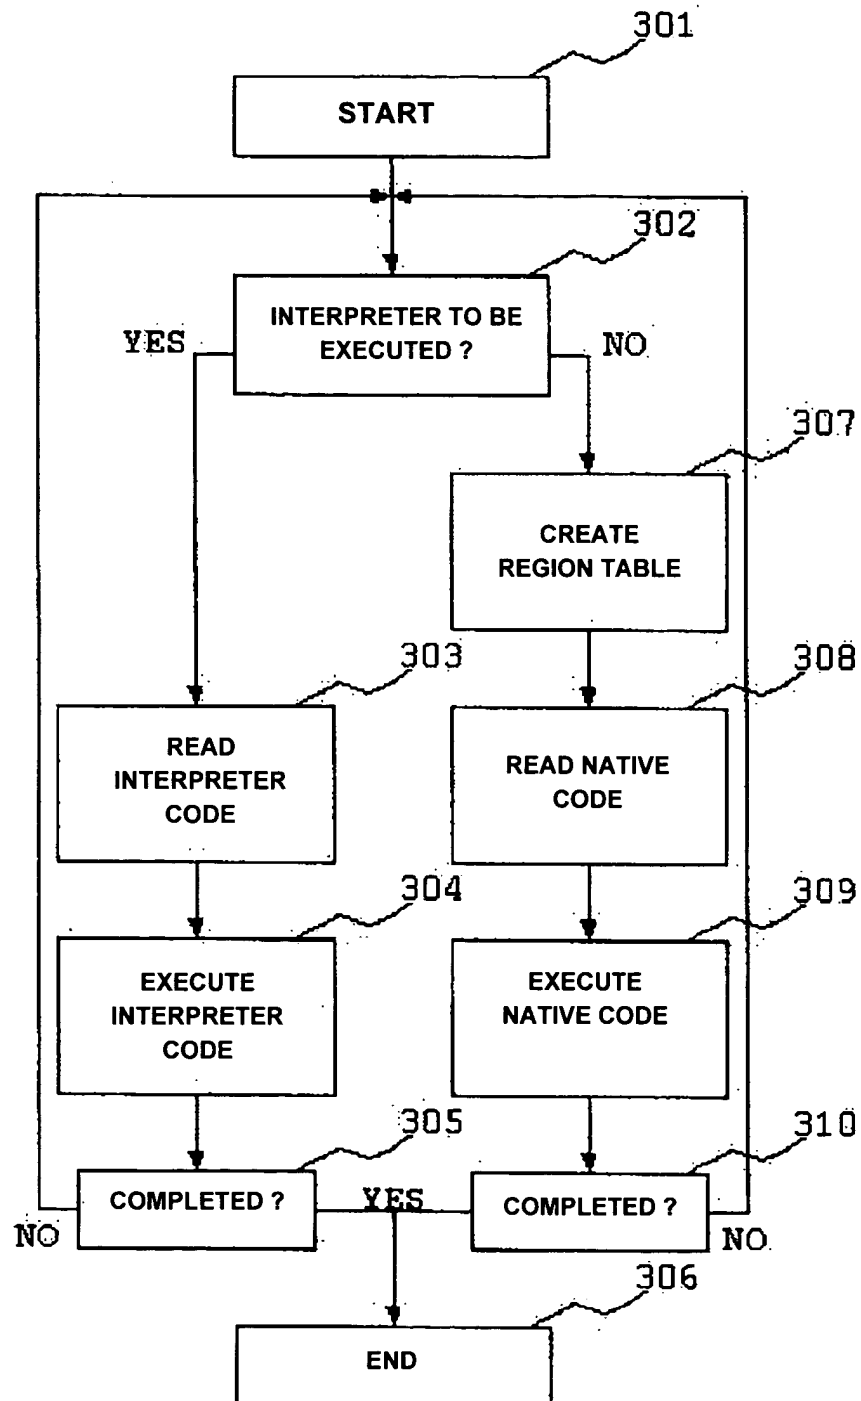 301
START
302
INTERPRETER TO BE
EXECUTED ?
YES
NO
307
CREATE
REGION TABLE
303
308
READ
INTERPRETER
CODE
READ NATIVE
CODE
304
309
EXECUTE
INTERPRETER
CODE
EXECUTE
NATIVE CODE
305
310
COMPLETED ?
YES
COMPLETED ?
NO
NO
306
END